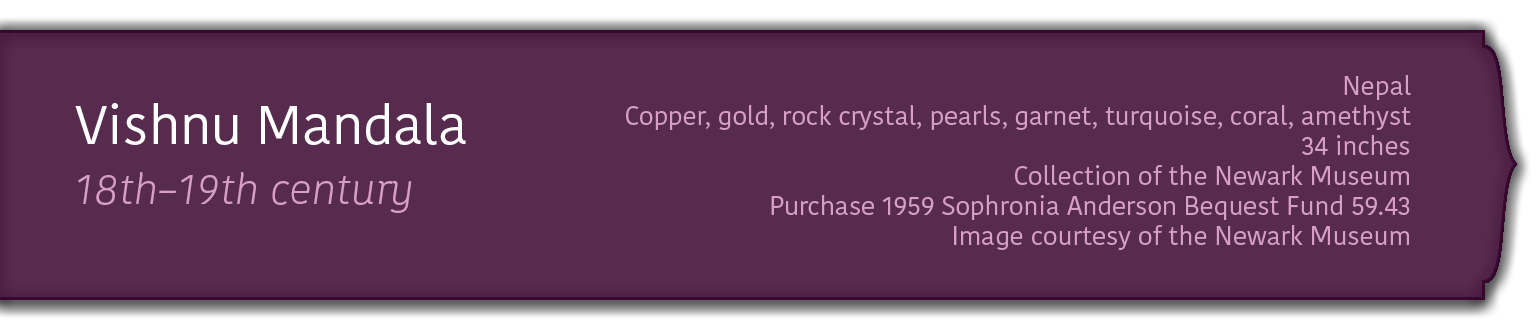 Vishnu Mandala
18th–19th century
Nepal
Copper, gold, rock crystal, pearls, garnet, turquoise, coral, amethyst
34 inches
Collection of the Newark Museum
Purchase 1959 Sophronia Anderson Bequest Fund 59.43
Image courtesy of the Newark Museum